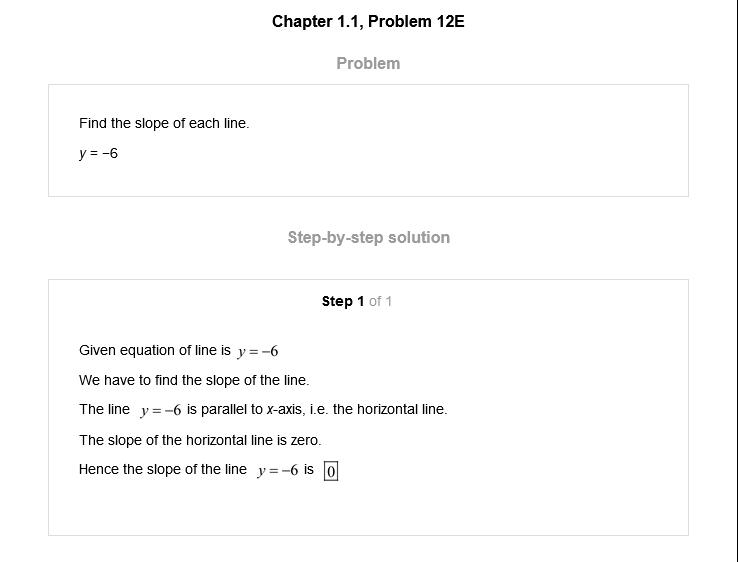 Chapter 1.1, Problem 12E
Problem
Find the slope of each line.
y = −6
Step-by-step solution
Step 1 of 1
Given equation of line is y = −6
We have to find the slope of the line.
The line y = −6 is parallel to x-axis, i.e. the horizontal line.
The slope of the horizontal line is zero.
Hence the slope of the line y = −6 is 0